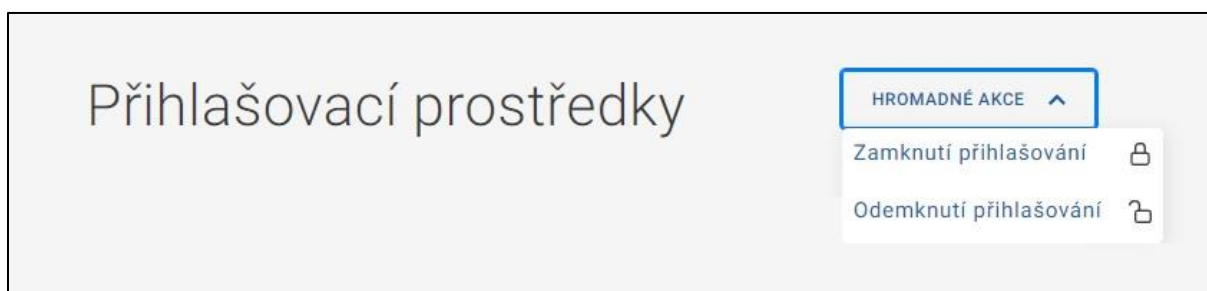 Přihlašovací prostředky
HROMADNÉ AKCE
Zamknutí přihlašování
Odemknutí přihlašování